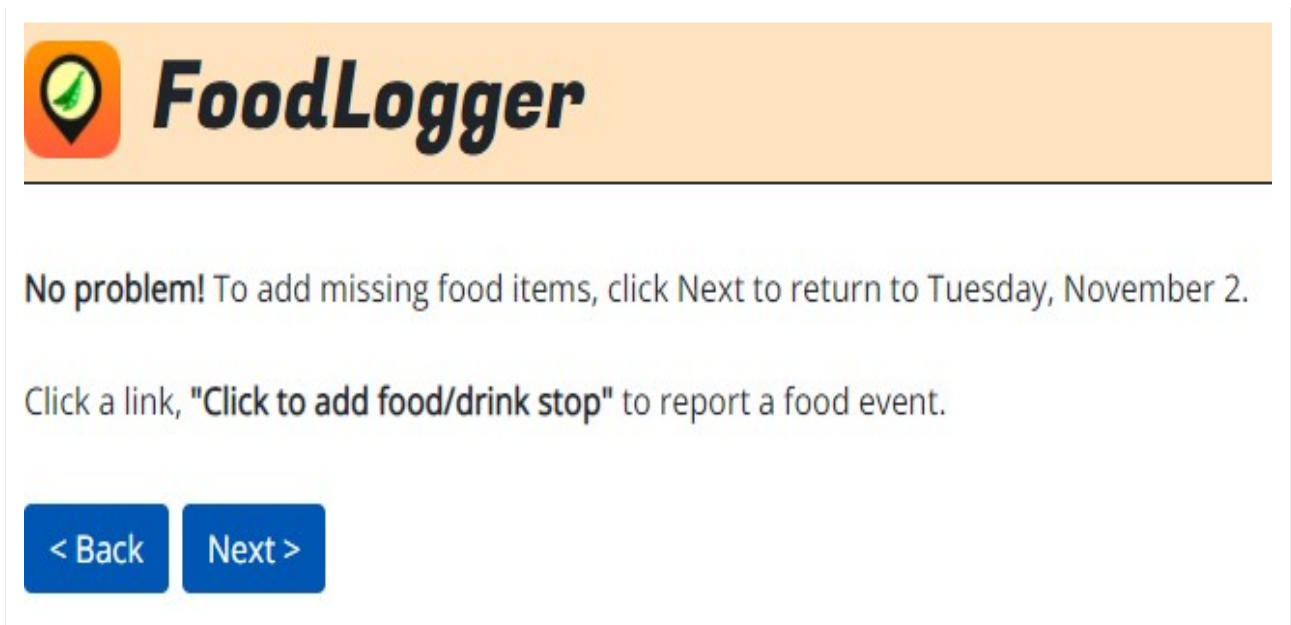 FoodLogger
No problem! To add missing food items, click Next to return to Tuesday, November 2.
Click a link, "Click to add food/drink stop" to report a food event.
< Back Next >